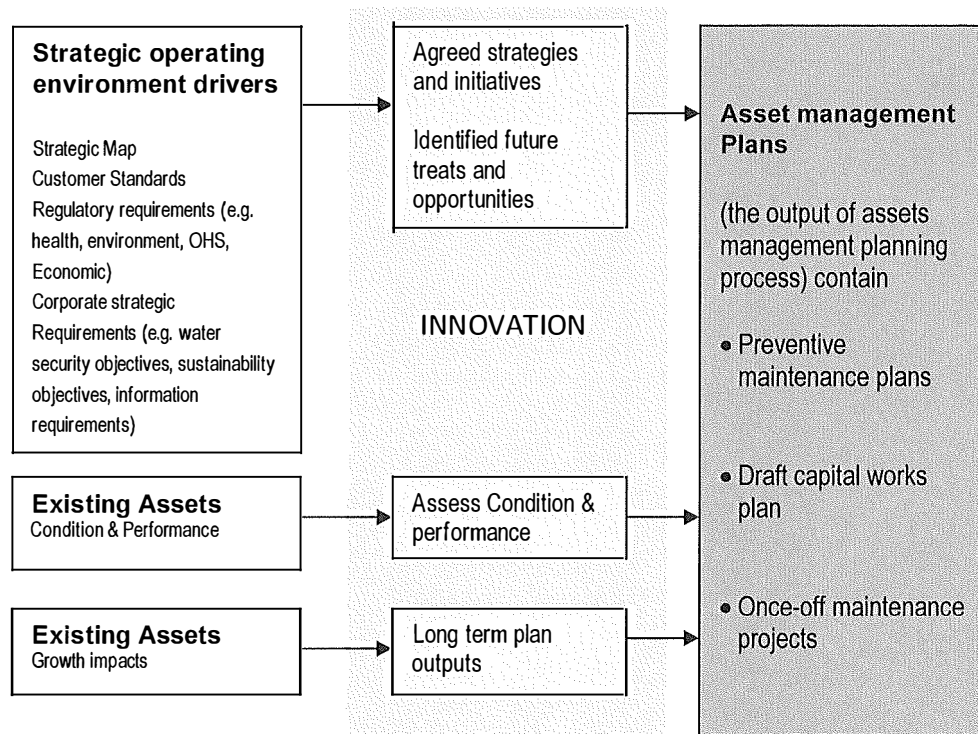 Strategic operating
environment drivers
Strategic Map
Customer Standards
Regulatory requirements (e.g.
health, environment, OHS,
Economic)
Corporate strategic
Requirements (e.g. water
security objectives, sustainability
objectives, information
requirements)
Agreed strategies
and initiatives
Identified future
treats and
opportunities
INNOVATION
Asset management
Plans
(the output of assets
management planning
process) contain
• Preventive
maintenance plans
• Draft capital works
plan
• Once-off maintenance
projects
Existing Assets
Condition & Performance
Assess Condition &
performance
Existing Assets
Growth impacts
Long term plan
outputs